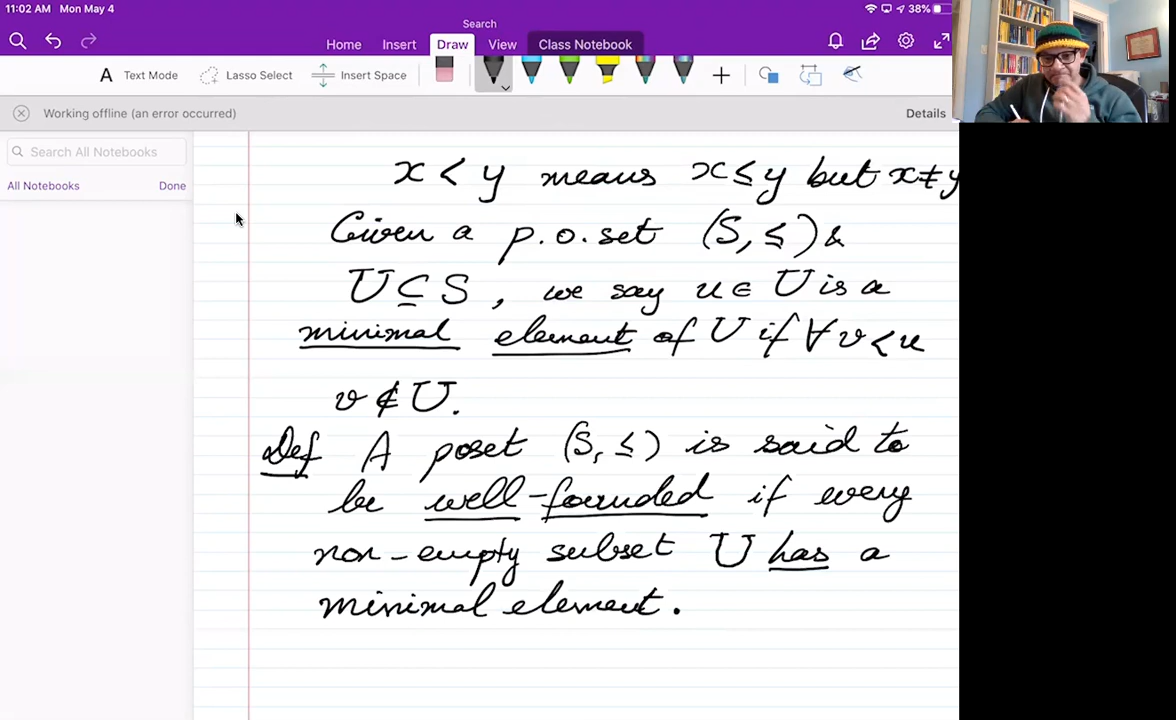 11:02 AM Mon May 4
38%
Search
Home Insert Draw View Class Notebook
Text Mode Lasso Select Insert Space
Working offline (an error occurred) Details
Search All Notebooks
All Notebooks Done
x < y means x ≤ y but x ≠ y
Given a p.o.set (S, ≤) &
U ⊆ S, we say u ∈ U is a
minimal element of U if ∀ v < u
v ∉ U.
Def A poset (S, ≤) is said to
be well-founded if every
non-empty subset U has a
minimal element.